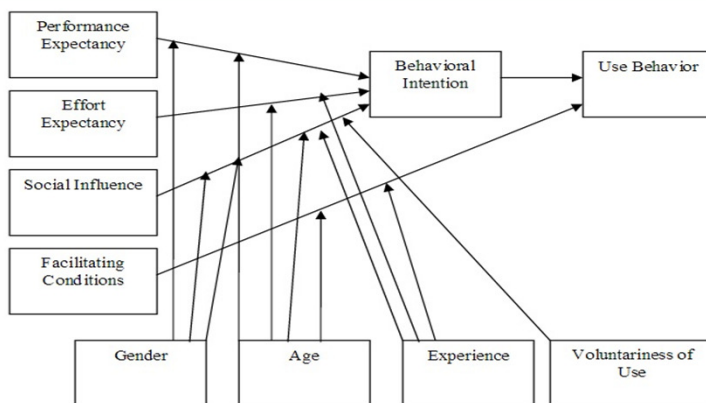 Performance
Expectancy
Effort
Expectancy
Social Influence
Facilitating
Conditions
Behavioral
Intention
Use Behavior
Gender
Age
Experience
Voluntariness of
Use